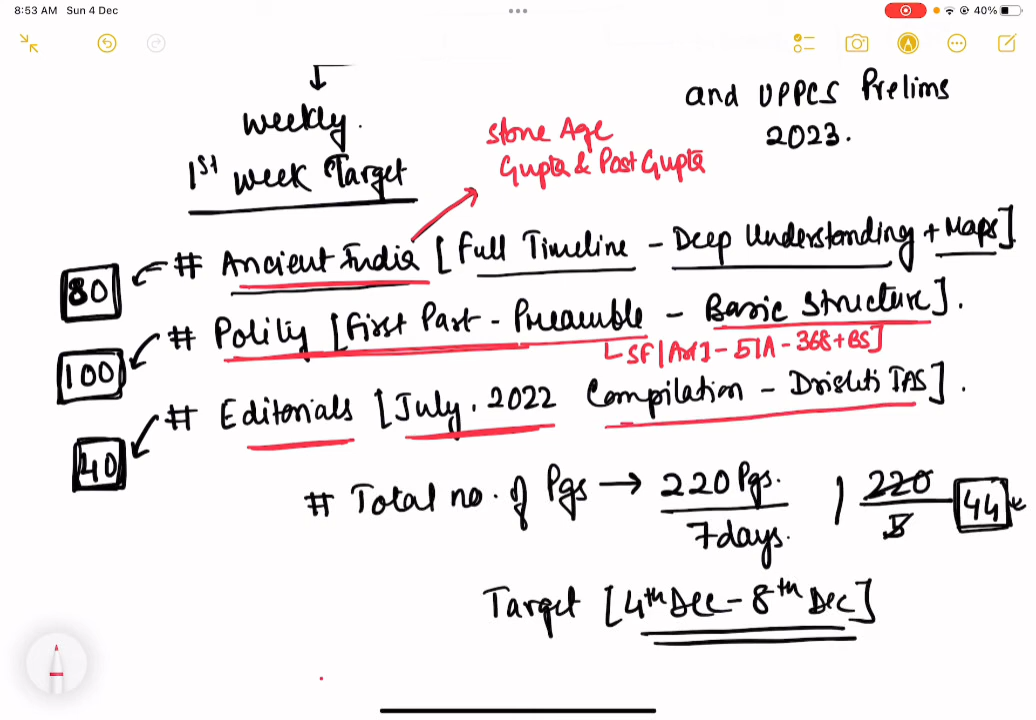 8:53 AM Sun 4 Dec
40%
and UPPCS Prelims
2023.
weekly.
1st week Target
Stone Age
Gupta & Post Gupta
80 # Ancient India [Full Timeline - Deep Understanding + Maps]
100 # Polity [First Part - Preamble - Basic Structure].
SF [Art] - 51A - 368 + BS]
40 # Editorials [July, 2022 Compilation - Drishti IAS].
# Total no. of Pgs → 220 Pgs. / 7 days. | 220 / 5 44
Target [4th Dec - 8th Dec]